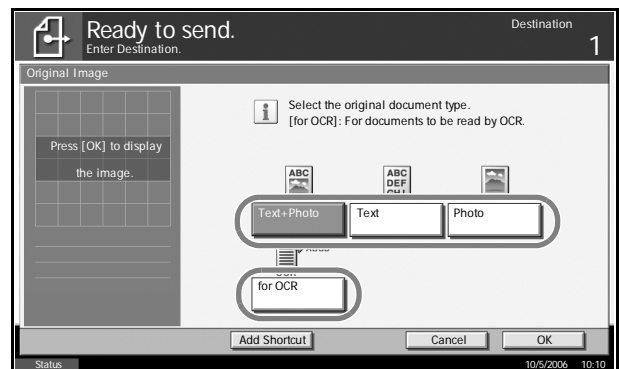 Ready to send.
Enter Destination.
Destination
1
Original Image
Select the original document type.
[for OCR]: For documents to be read by OCR.
Press [OK] to display
the image.
ABC
ABC
DEF
Text+Photo
Text
Photo
for OCR
Add Shortcut
Cancel
OK
Status
10/5/2006 10:10